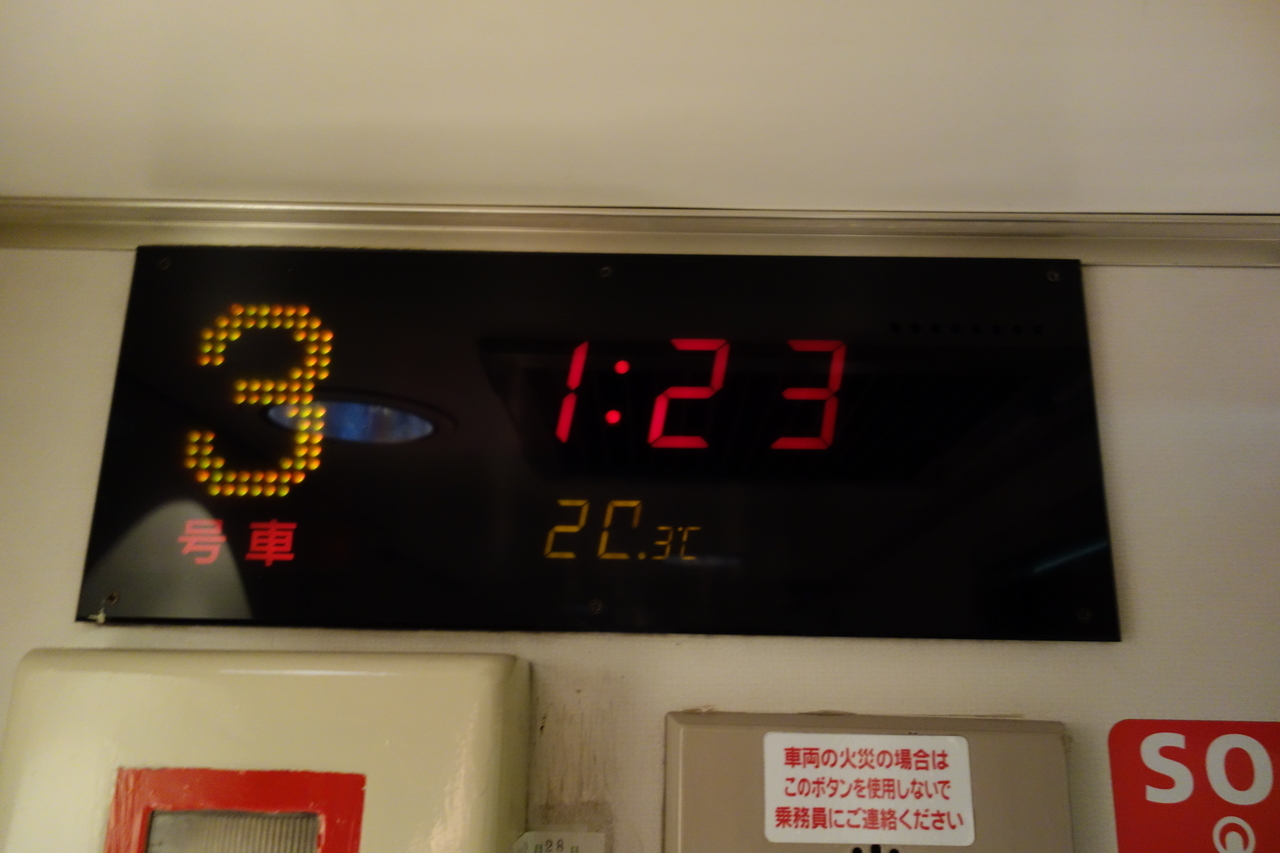 3
号車
1:23
20.3℃
車両の火災の場合は
このボタンを使用しないで
乗務員にご連絡ください
SO
28